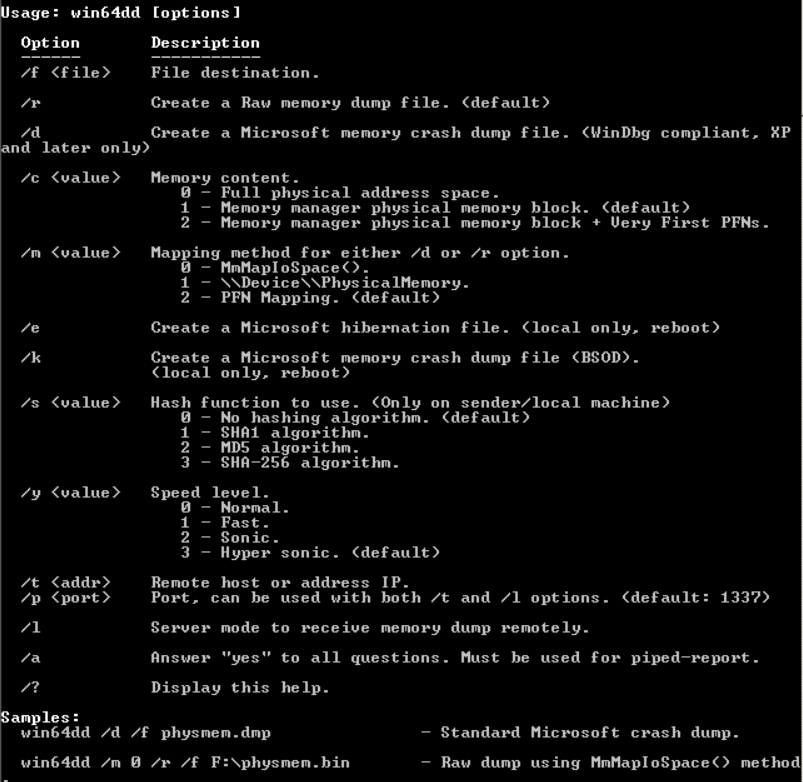 Usage: win64dd [options]
Option Description
/f <file> File destination.
/r Create a Raw memory dump file. (default)
/d Create a Microsoft memory crash dump file. (WinDbg compliant, XP
and later only)
/c <value> Memory content.
0 - Full physical address space.
1 - Memory manager physical memory block. (default)
2 - Memory manager physical memory block + Very First PFNs.
/m <value> Mapping method for either /d or /r option.
0 - MmMapIoSpace().
1 - \\Device\\PhysicalMemory.
2 - PFN Mapping. (default)
/e Create a Microsoft hibernation file. (local only, reboot)
/k Create a Microsoft memory crash dump file (BSOD).
(local only, reboot)
/s <value> Hash function to use. (Only on sender/local machine)
0 - No hashing algorithm. (default)
1 - SHA1 algorithm.
2 - MD5 algorithm.
3 - SHA-256 algorithm.
/y <value> Speed level.
0 - Normal.
1 - Fast.
2 - Sonic.
3 - Hyper sonic. (default)
/t <addr> Remote host or address IP.
/p <port> Port, can be used with both /t and /l options. (default: 1337)
/l Server mode to receive memory dump remotely.
/a Answer "yes" to all questions. Must be used for piped-report.
/? Display this help.
Samples:
win64dd /d /f physmem.dmp - Standard Microsoft crash dump.
win64dd /m 0 /r /f F:\physmem.bin - Raw dump using MmMapIoSpace() method